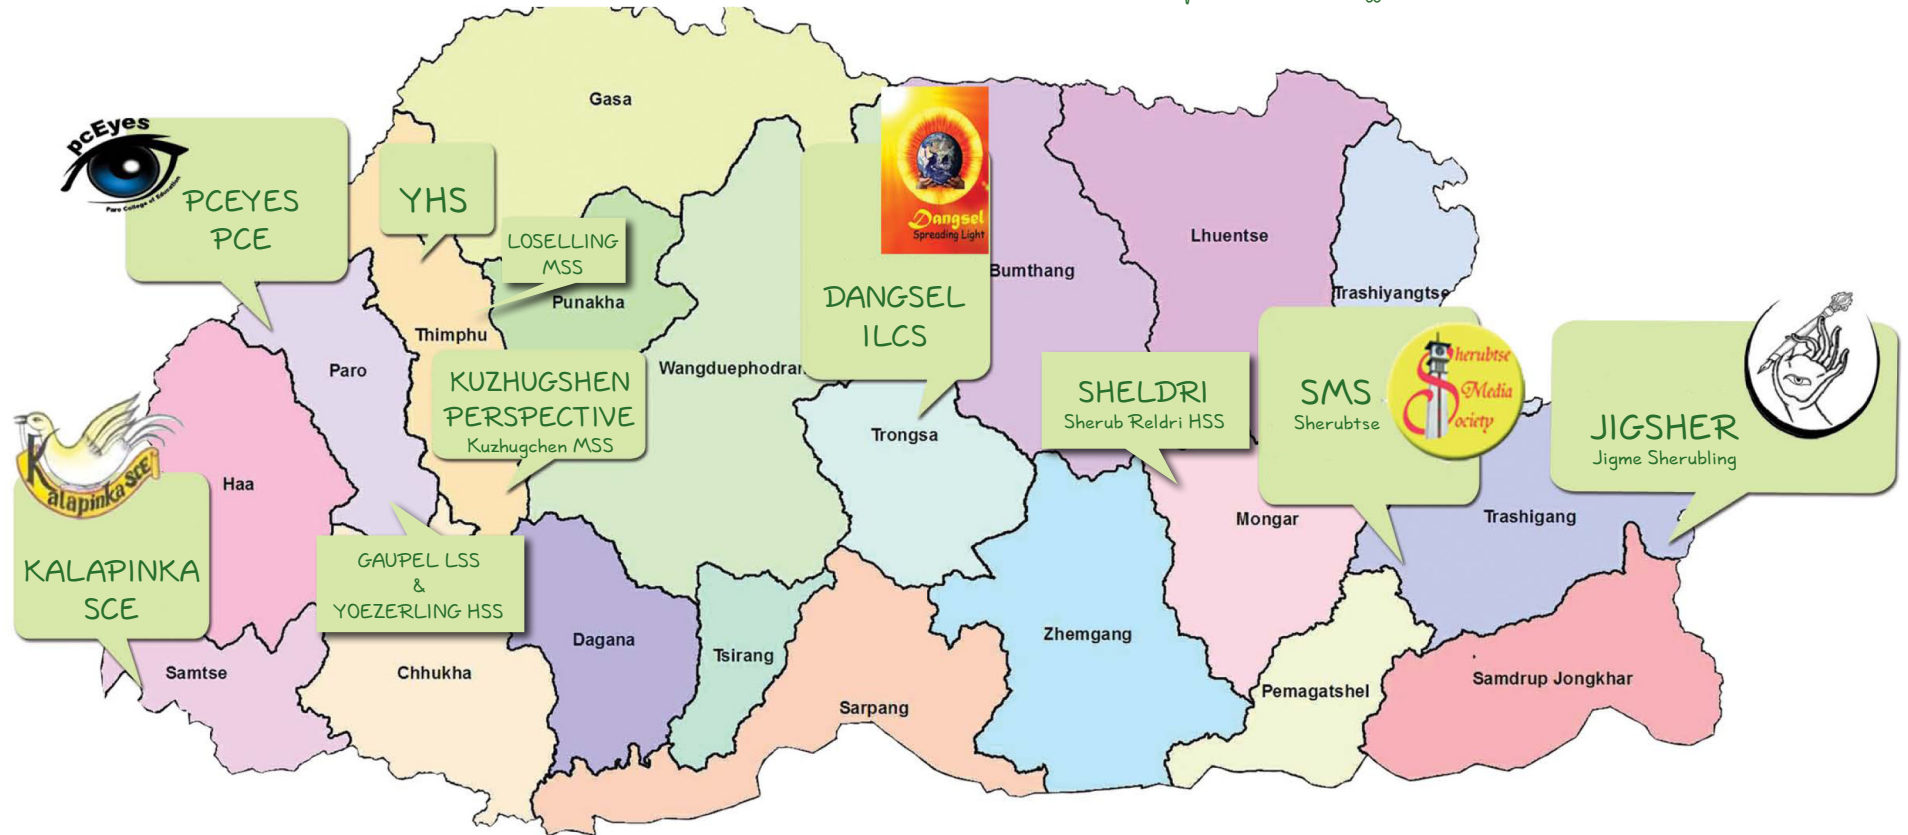 Gasa
pcEyes
Paro College of Education
PCEYES
PCE
YHS
LOSELLING
MSS
Dangsel
Spreading Light
DANGSEL
ILCS
Bumthang
Lhuentse
Trashiyangtse
Punakha
Thimphu
Paro
Wangduephodran
KUZHUGSHEN
PERSPECTIVE
Kuzhugchen MSS
Trongsa
SHELDRI
Sherub Reldri HSS
SMS
Sherubtse
Sherubtse
Media
Society
JIGSHER
Jigme Sherubling
Kalapinka SCE
KALAPINKA
SCE
Haa
GAUPEL LSS
&
YOEZERLING HSS
Mongar
Trashigang
Dagana
Tsirang
Zhemgang
Samtse
Chhukha
Sarpang
Pemagatshel
Samdrup Jongkhar